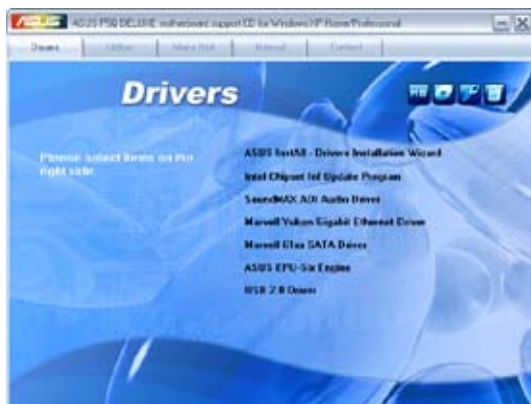 ASUS P5Q DELUXE motherboard support CD for Windows XP Home/Professional
Drivers Utilities Make Disk Manual Contact
Drivers
Please select items on the
right side.
ASUS InstAll - Drivers Installation Wizard
Intel Chipset Inf Update Program
SoundMAX ADI Audio Driver
Marvell Yukon Gigabit Ethernet Driver
Marvell 61xx SATA Driver
ASUS EPU-Six Engine
USB 2.0 Driver